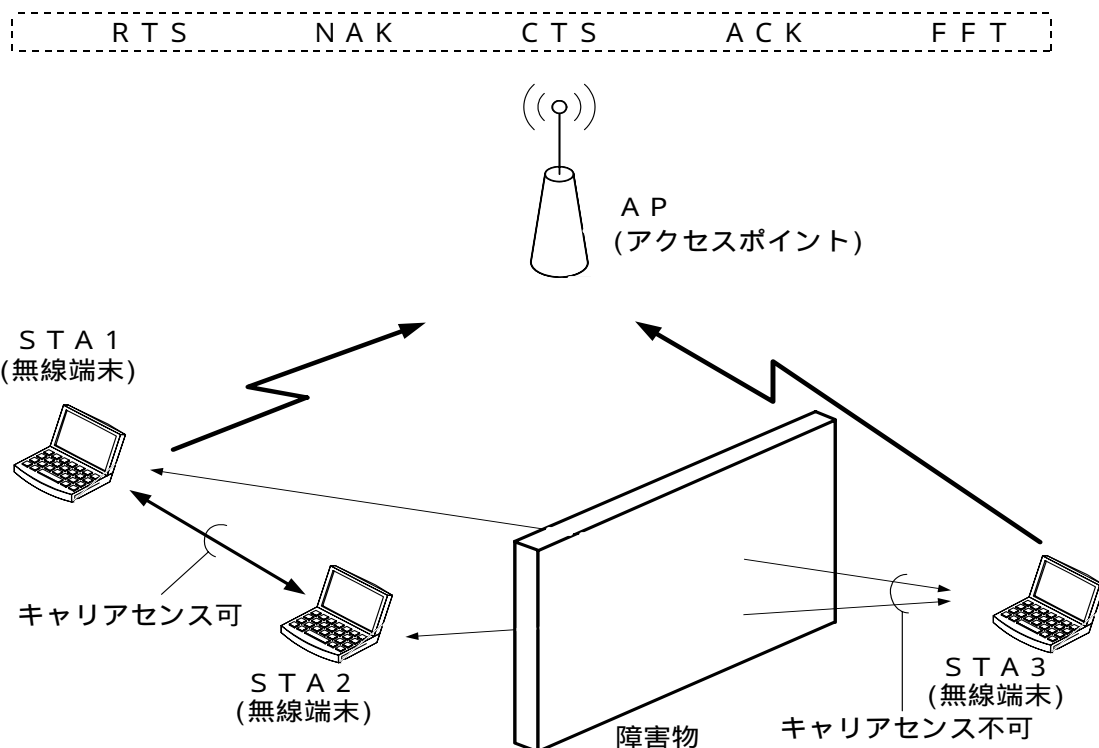 RTS NAK CTS ACK FFT
AP
(アクセスポイント)
STA1
(無線端末)
キャリアセンス可
STA2
(無線端末)
障害物
STA3
(無線端末)
キャリアセンス不可